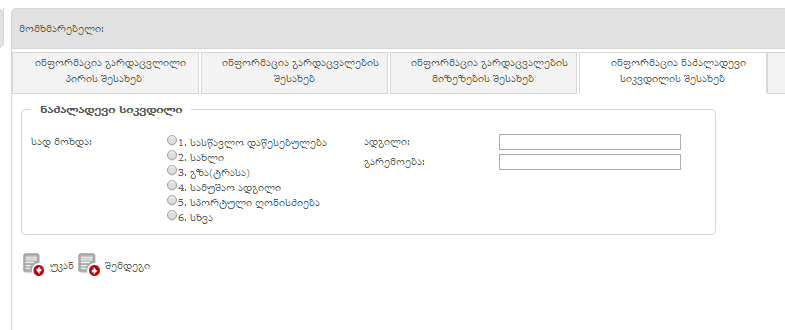 მომხმარებელი:
ინფორმაცია გარდაცვლილი
პირის შესახებ
ინფორმაცია გარდაცვალების
შესახებ
ინფორმაცია გარდაცვალების
მიზეზების შესახებ
ინფორმაცია ნაძალადევი
სიკვდილის შესახებ
ნაძალადევი სიკვდილი
სად მოხდა:
1. სასწავლო დაწესებულება
2. სახლი
3. გზა(ტრასა)
4. სამუშაო ადგილი
5. სპორტული ღონისძიება
6. სხვა
ადგილი:
გარემოება:
უკან
შემდეგი